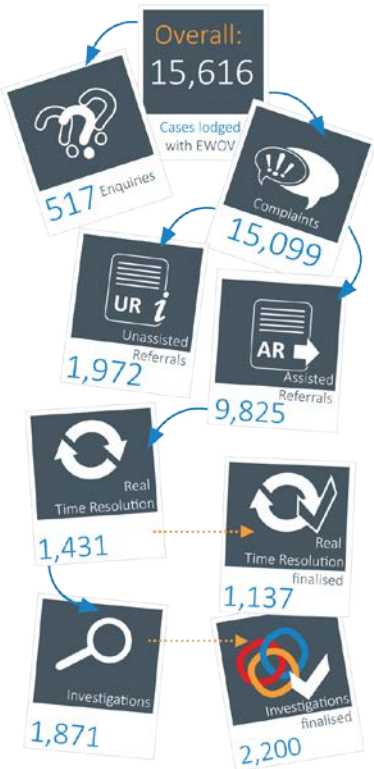 Overall:
15,616
Cases lodged
with EWOV
517 Enquiries
!!!
Complaints
15,099
UR i
Unassisted
Referrals
1,972
AR
Assisted
Referrals
9,825
Real
Time Resolution
1,431
Real
Time Resolution
finalised
1,137
Investigations
1,871
Investigations
finalised
2,200